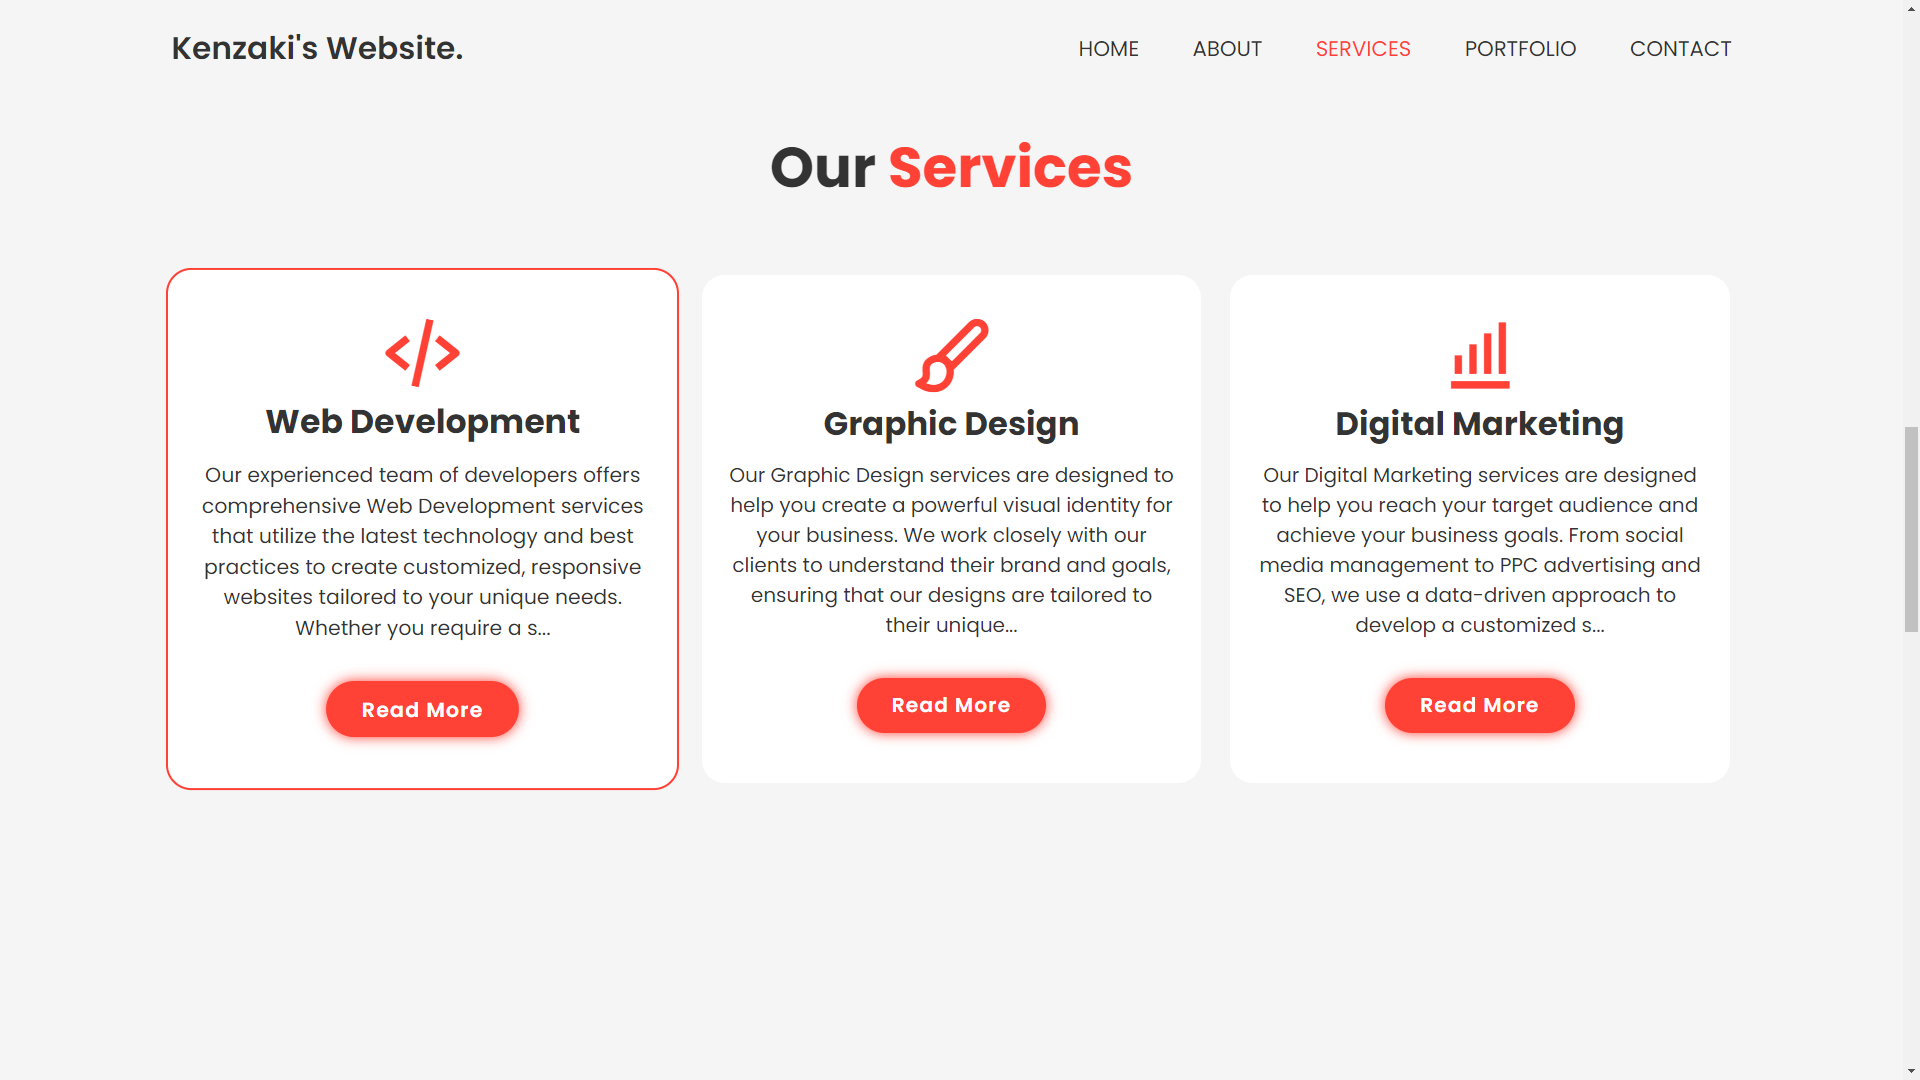 Kenzaki's Website.
HOME ABOUT SERVICES PORTFOLIO CONTACT
Our Services
Web Development
Our experienced team of developers offers
comprehensive Web Development services
that utilize the latest technology and best
practices to create customized, responsive
websites tailored to your unique needs.
Whether you require a s...
Read More
Graphic Design
Our Graphic Design services are designed to
help you create a powerful visual identity for
your business. We work closely with our
clients to understand their brand and goals,
ensuring that our designs are tailored to
their unique...
Read More
Digital Marketing
Our Digital Marketing services are designed
to help you reach your target audience and
achieve your business goals. From social
media management to PPC advertising and
SEO, we use a data-driven approach to
develop a customized s...
Read More